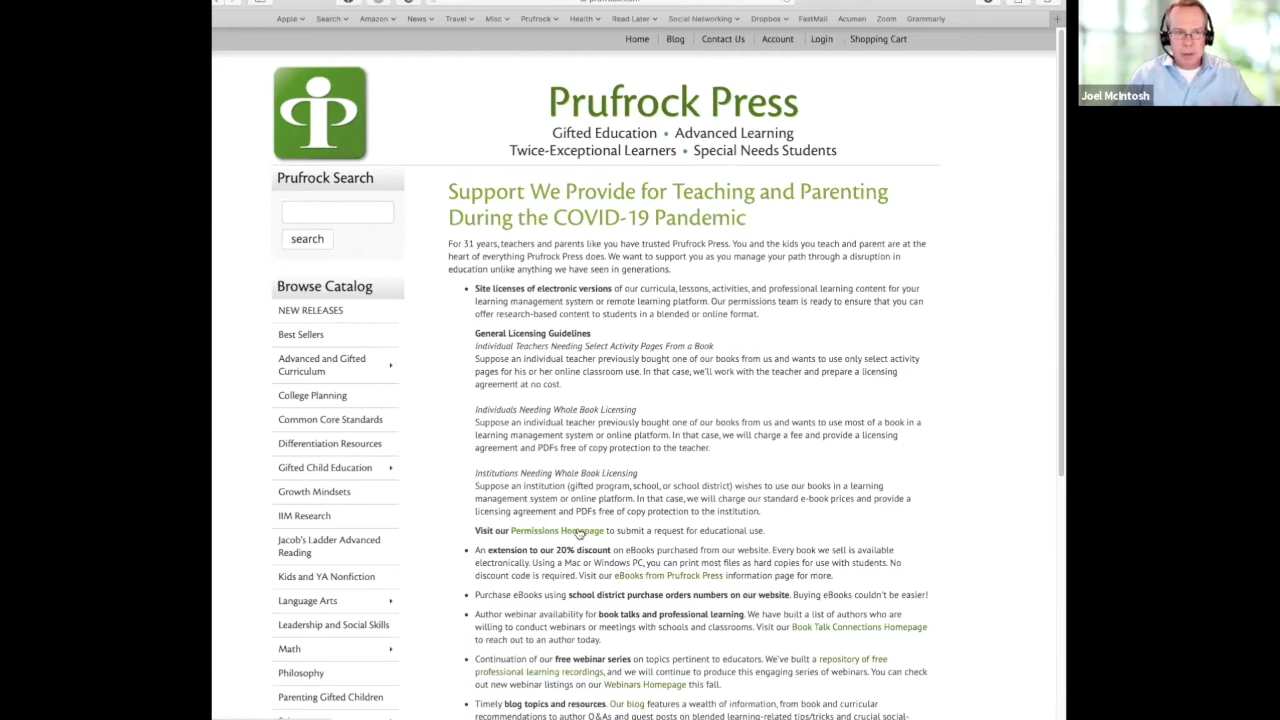 Apple Search Amazon News Travel Misc Prufrock Health Read Later Social Networking Dropbox FastMail Acumen Zoom Grammarly
Home Blog Contact Us Account Login Shopping Cart
Joel McIntosh
Prufrock Press
Gifted Education • Advanced Learning
Twice-Exceptional Learners • Special Needs Students
Prufrock Search
search
Browse Catalog
NEW RELEASES
Best Sellers
Advanced and Gifted
Curriculum
College Planning
Common Core Standards
Differentiation Resources
Gifted Child Education
Growth Mindsets
IIM Research
Jacob's Ladder Advanced
Reading
Kids and YA Nonfiction
Language Arts
Leadership and Social Skills
Math
Philosophy
Parenting Gifted Children
Support We Provide for Teaching and Parenting
During the COVID-19 Pandemic
For 31 years, teachers and parents like you have trusted Prufrock Press. You and the kids you teach and parent are at the
heart of everything Prufrock Press does. We want to support you as you manage your path through a disruption in
education unlike anything we have seen in generations.
• Site licenses of electronic versions of our curricula, lessons, activities, and professional learning content for your
learning management system or remote learning platform. Our permissions team is ready to ensure that you can
offer research-based content to students in a blended or online format.
General Licensing Guidelines
Individual Teachers Needing Select Activity Pages From a Book
Suppose an individual teacher previously bought one of our books from us and wants to use only select activity
pages for his or her online classroom use. In that case, we'll work with the teacher and prepare a licensing
agreement at no cost.
Individuals Needing Whole Book Licensing
Suppose an individual teacher previously bought one of our books from us and wants to use most of a book in a
learning management system or online platform. In that case, we will charge a fee and provide a licensing
agreement and PDFs free of copy protection to the teacher.
Institutions Needing Whole Book Licensing
Suppose an institution (gifted program, school, or school district) wishes to use our books in a learning
management system or online platform. In that case, we will charge our standard e-book prices and provide a
licensing agreement and PDFs free of copy protection to the institution.
Visit our Permissions Homepage to submit a request for educational use.
• An extension to our 20% discount on eBooks purchased from our website. Every book we sell is available
electronically. Using a Mac or Windows PC, you can print most files as hard copies for use with students. No
discount code is required. Visit our eBooks from Prufrock Press information page for more.
• Purchase eBooks using school district purchase orders numbers on our website. Buying eBooks couldn't be easier!
• Author webinar availability for book talks and professional learning. We have built a list of authors who are
willing to conduct webinars or meetings with schools and classrooms. Visit our Book Talk Connections Homepage
to reach out to an author today.
• Continuation of our free webinar series on topics pertinent to educators. We've built a repository of free
professional learning recordings, and we will continue to produce this engaging series of webinars. You can check
out new webinar listings on our Webinars Homepage this fall.
• Timely blog topics and resources. Our blog features a wealth of information, from book and curricular
recommendations to author Q&As and guest posts on blended learning-related tips/tricks and crucial social-